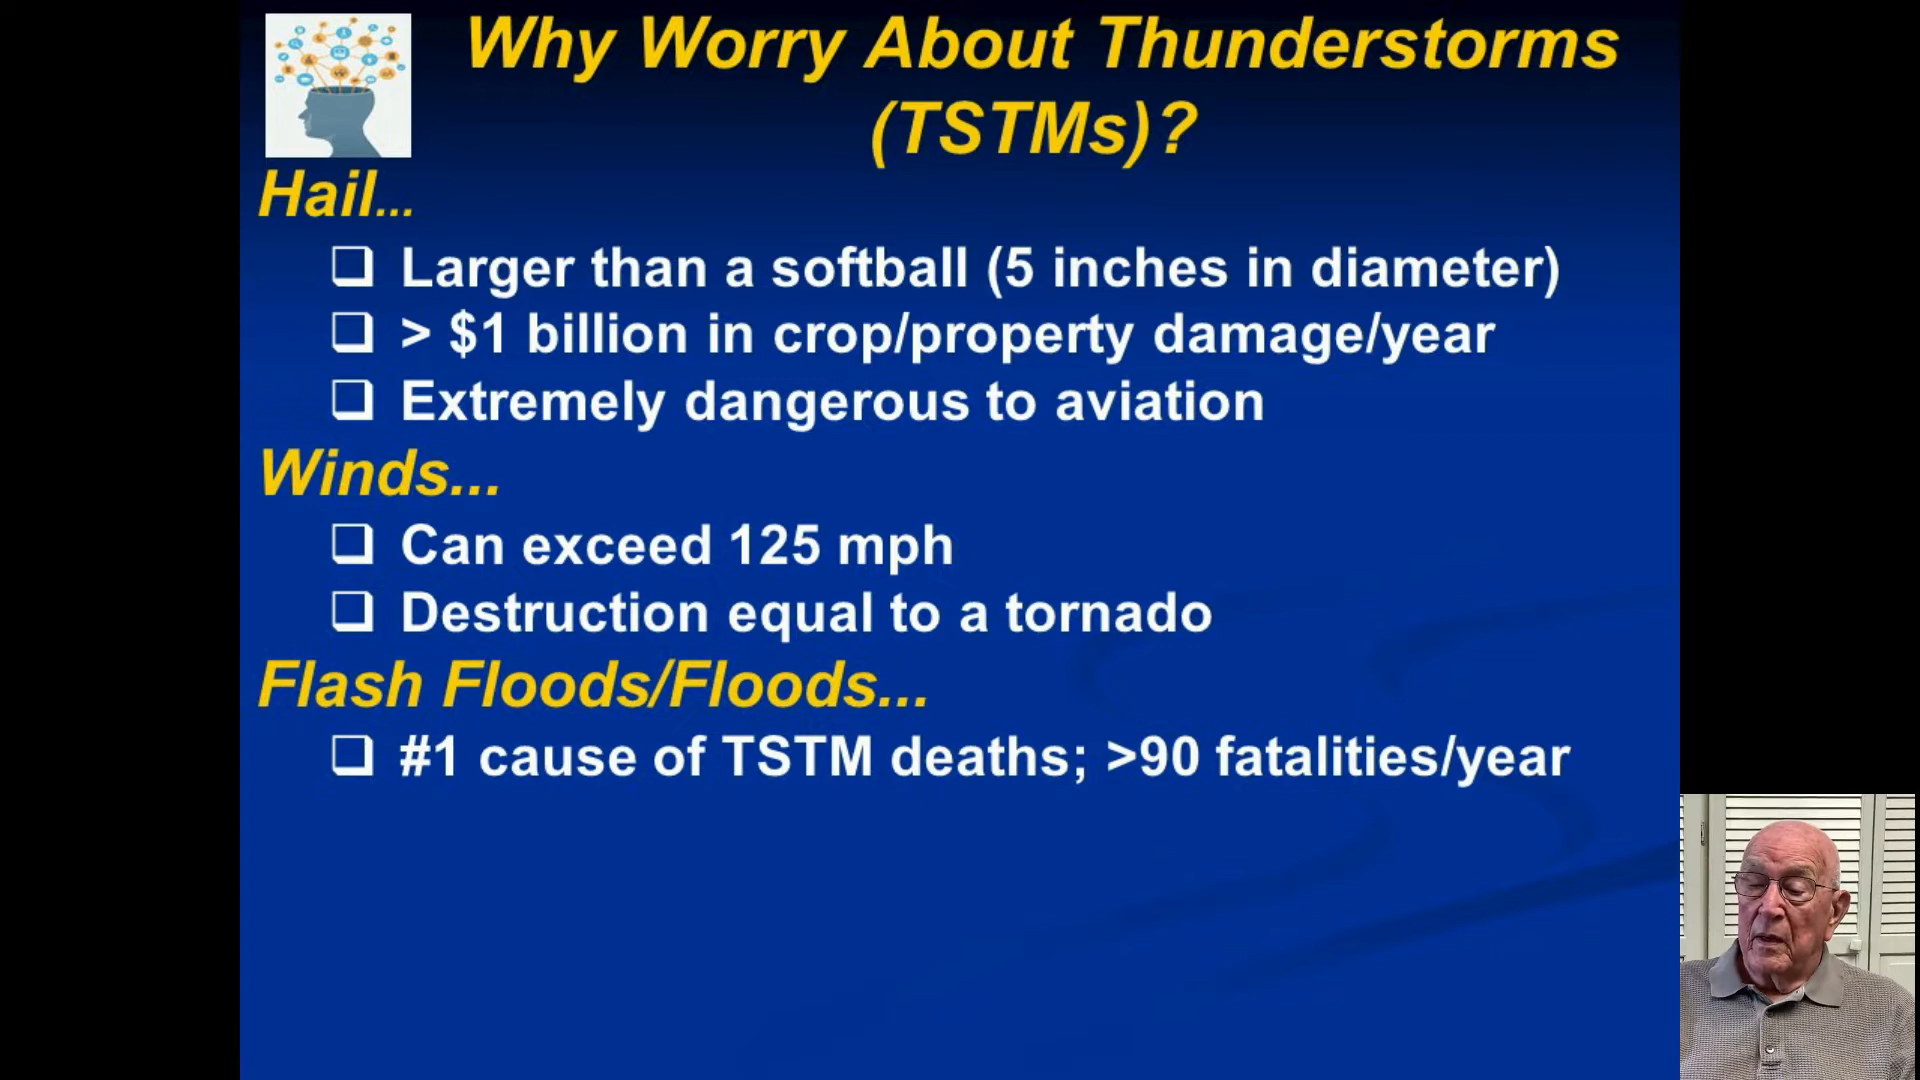 Why Worry About Thunderstorms
(TSTMs)?
Hail...
Larger than a softball (5 inches in diameter)
> $1 billion in crop/property damage/year
Extremely dangerous to aviation
Winds...
Can exceed 125 mph
Destruction equal to a tornado
Flash Floods/Floods...
#1 cause of TSTM deaths; >90 fatalities/year